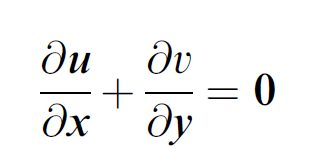 ∂u/∂x + ∂v/∂y = 0